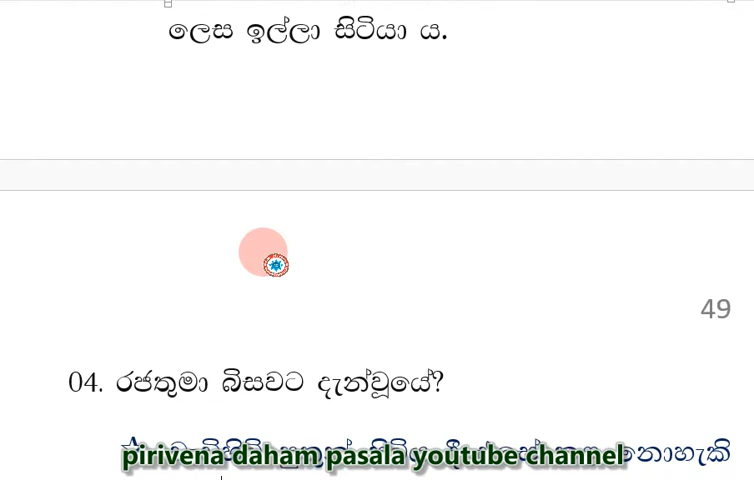 ලෙස ඉල්ලා සිටියා ය.
49
04. රජතුමා බිසවට දැන්වූයේ?
නොහැකි
pirivena daham pasala youtube channel